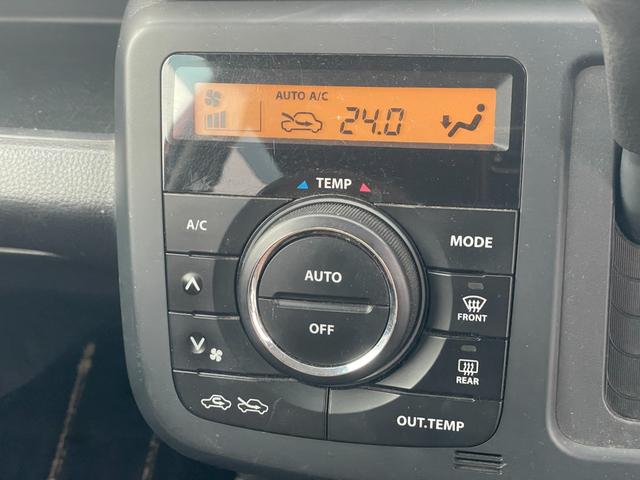 AUTO A/C
24.0
TEMP
A/C
MODE
AUTO
OFF
FRONT
REAR
OUT.TEMP